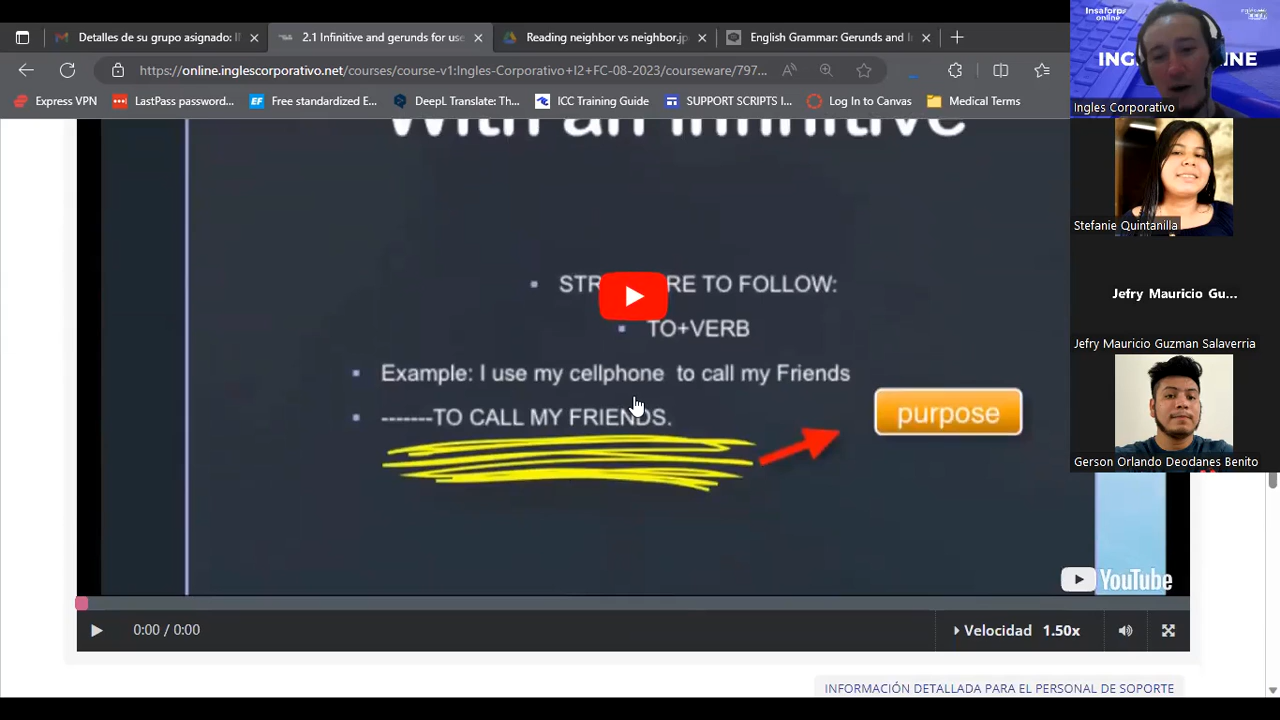 Detalles de su grupo asignado: I
2.1 Infinitive and gerunds for use
Reading neighbor vs neighbor.jp
English Grammar: Gerunds and I
https://online.inglescorporativo.net/courses/course-v1:Ingles-Corporativo+I2+FC-08-2023/courseware/797...
Express VPN
LastPass password...
Free standardized E...
DeepL Translate: Th...
ICC Training Guide
SUPPORT SCRIPTS I...
Log In to Canvas
Medical Terms
With an Infinitive
STR RE TO FOLLOW:
TO+VERB
Example: I use my cellphone to call my Friends
-------TO CALL MY FRIENDS.
purpose
YouTube
0:00 / 0:00
Velocidad 1.50x
INFORMACIÓN DETALLADA PARA EL PERSONAL DE SOPORTE
Insaforp
online
Ingles Corporativo
Stefanie Quintanilla
Jefry Mauricio Gu...
Jefry Mauricio Guzman Salaverria
Gerson Orlando Deodanes Benito